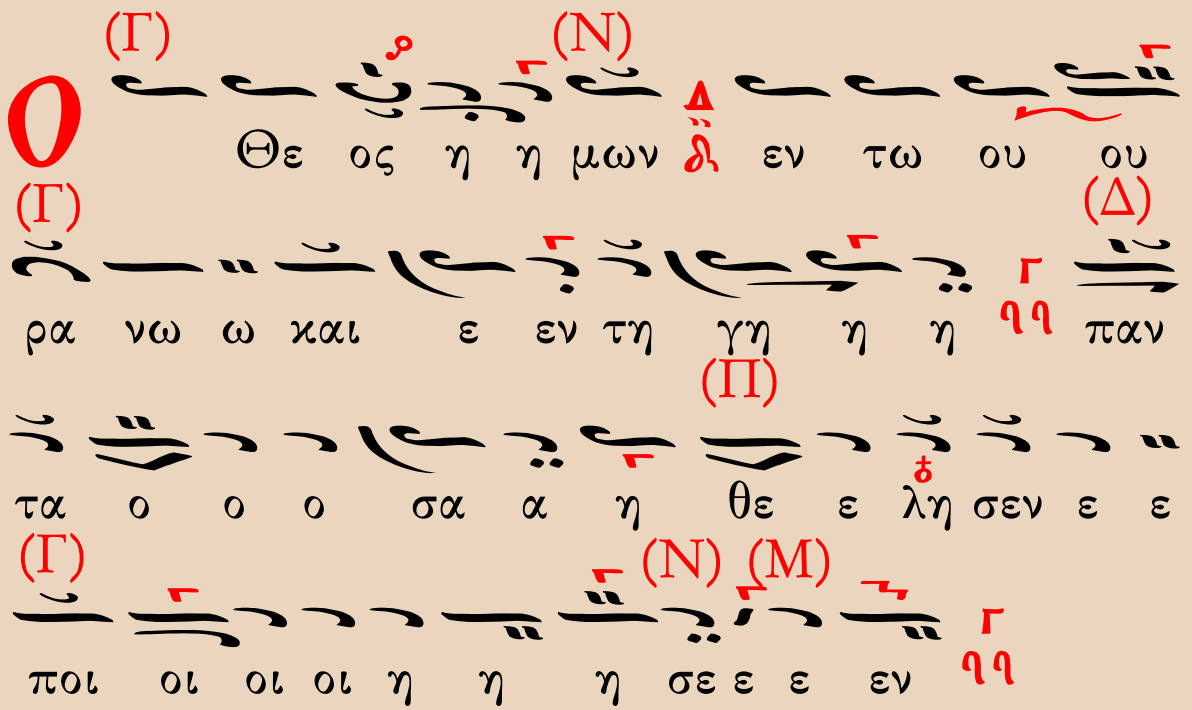 (Γ) (Ν)
Ο Θε ος η η μων Δ εν τω ου ου
(Γ) (Δ)
ρα νω ω και ε εν τη γη η η Γ παν
(Π)
τα ο ο ο σα α η θε ε λη σεν ε ε
(Γ) (Ν) (Μ)
ποι οι οι οι η η η σε ε ε εν Γ